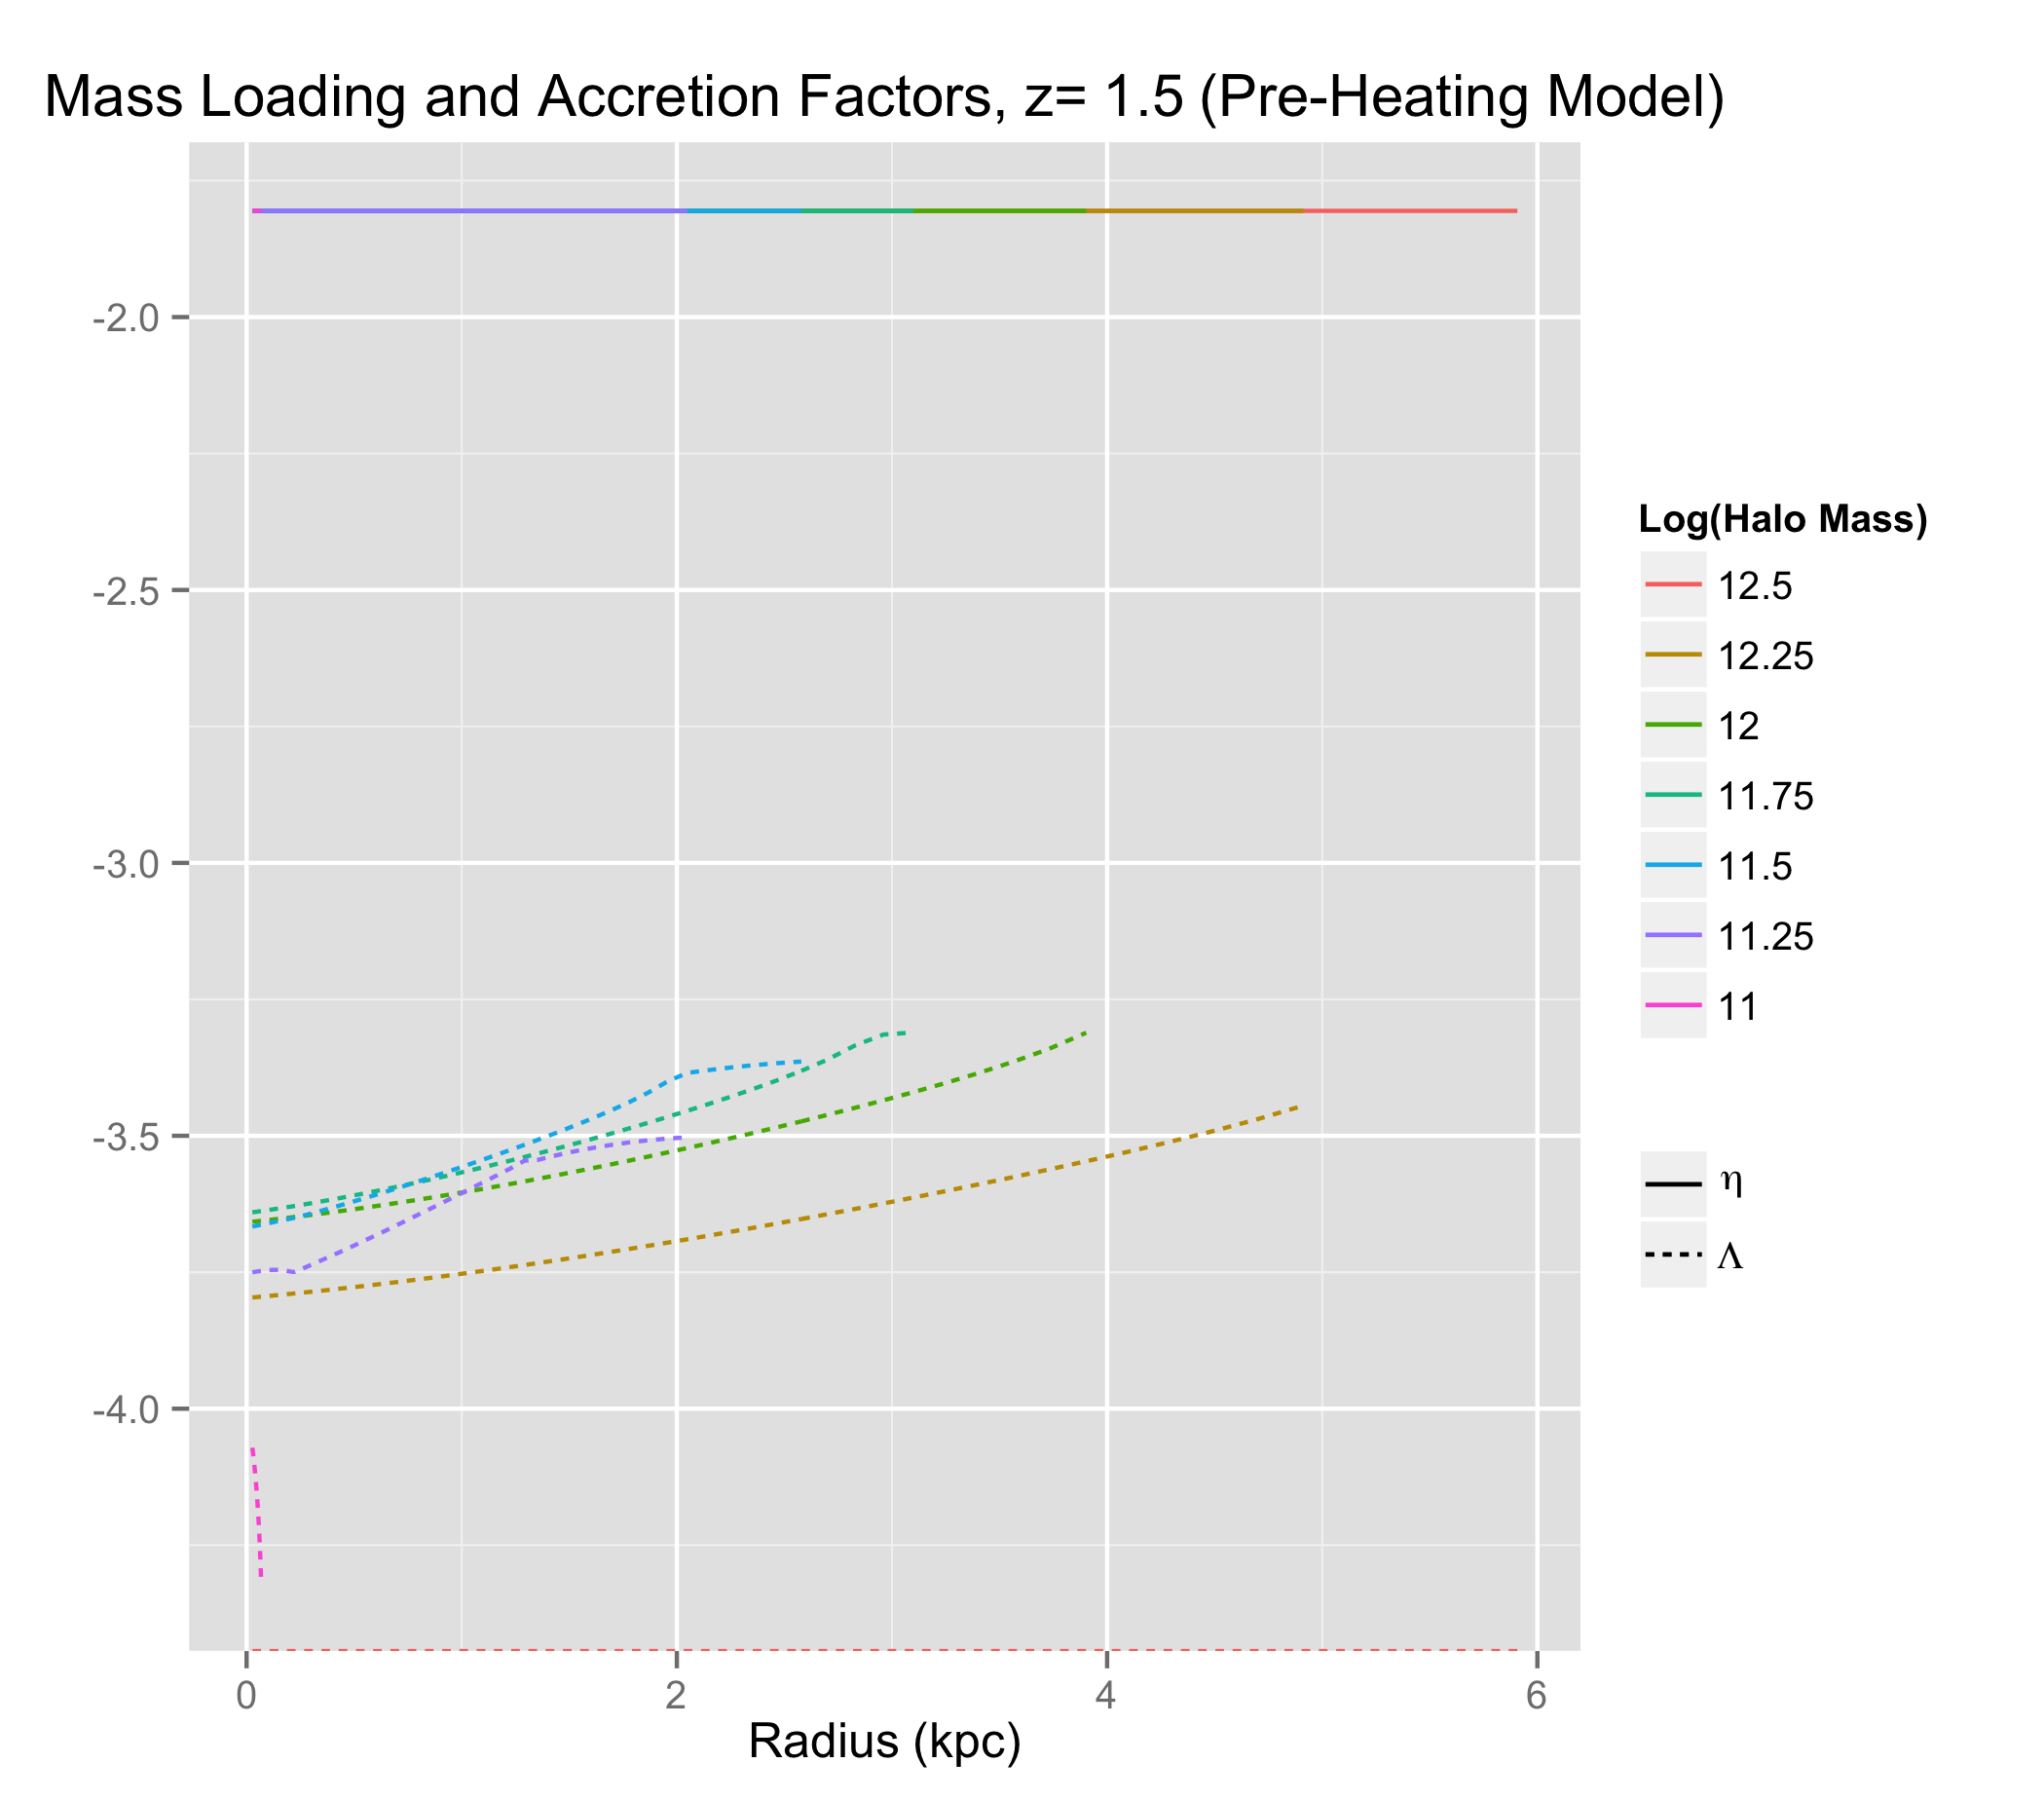 Mass Loading and Accretion Factors, z= 1.5 (Pre-Heating Model)
-2.0
-2.5
-3.0
-3.5
-4.0
0 2 4 6
Radius (kpc)
Log(Halo Mass)
12.5
12.25
12
11.75
11.5
11.25
11
η
Λ